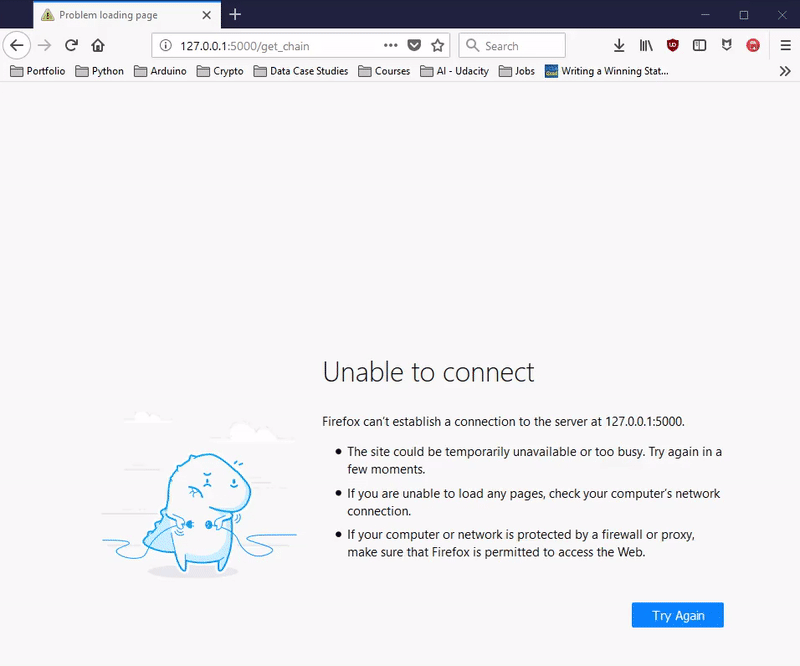 Problem loading page
127.0.0.1:5000/get_chain
Search
Portfolio Python Arduino Crypto Data Case Studies Courses AI - Udacity Jobs Writing a Winning Stat...
Unable to connect
Firefox can't establish a connection to the server at 127.0.0.1:5000.
The site could be temporarily unavailable or too busy. Try again in a
few moments.
If you are unable to load any pages, check your computer's network
connection.
If your computer or network is protected by a firewall or proxy,
make sure that Firefox is permitted to access the Web.
Try Again